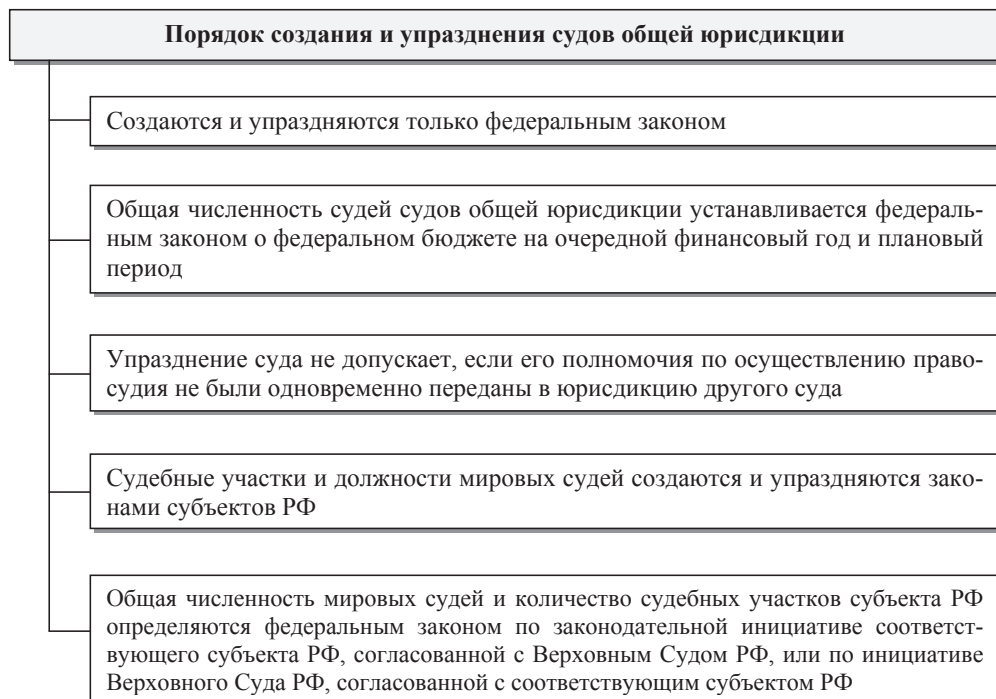 Порядок создания и упразднения судов общей юрисдикции
Создаются и упраздняются только федеральным законом
Общая численность судей судов общей юрисдикции устанавливается федераль-
ным законом о федеральном бюджете на очередной финансовый год и плановый
период
Упразднение суда не допускает, если его полномочия по осуществлению право-
судия не были одновременно переданы в юрисдикцию другого суда
Судебные участки и должности мировых судей создаются и упраздняются зако-
нами субъектов РФ
Общая численность мировых судей и количество судебных участков субъекта РФ
определяются федеральным законом по законодательной инициативе соответст-
вующего субъекта РФ, согласованной с Верховным Судом РФ, или по инициативе
Верховного Суда РФ, согласованной с соответствующим субъектом РФ